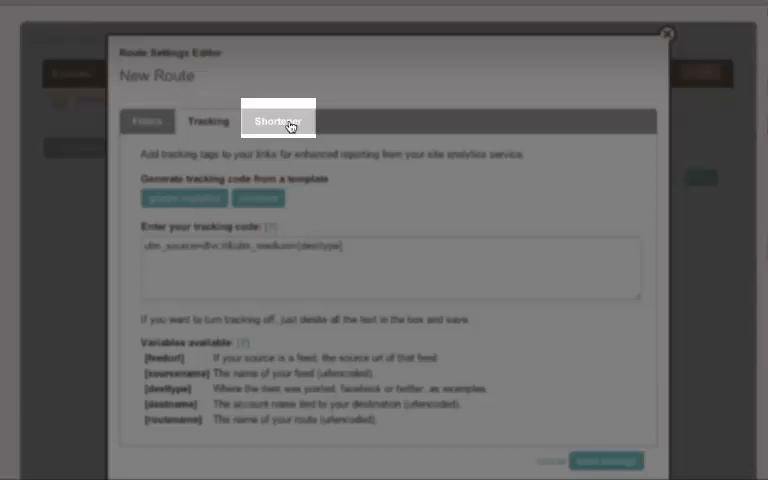 Route Settings Editor
New Route
Filters Tracking Shortener
Add tracking tags to your links for enhanced reporting from your site analytics service.
Generate tracking code from a template
google analytics
Enter your tracking code: [?]
If you want to turn tracking off, just delete all the text in the box and save.
Variables available: [?]
[feedurl] If your source is a feed: the source url of that feed
[sourcename] The name of your feed (urlencoded).
[desttype] Where the item was posted; facebook or twitter, as examples.
[destname] The account name tied to your destination (urlencoded).
[routename] The name of your route (urlencoded).
cancel save settings